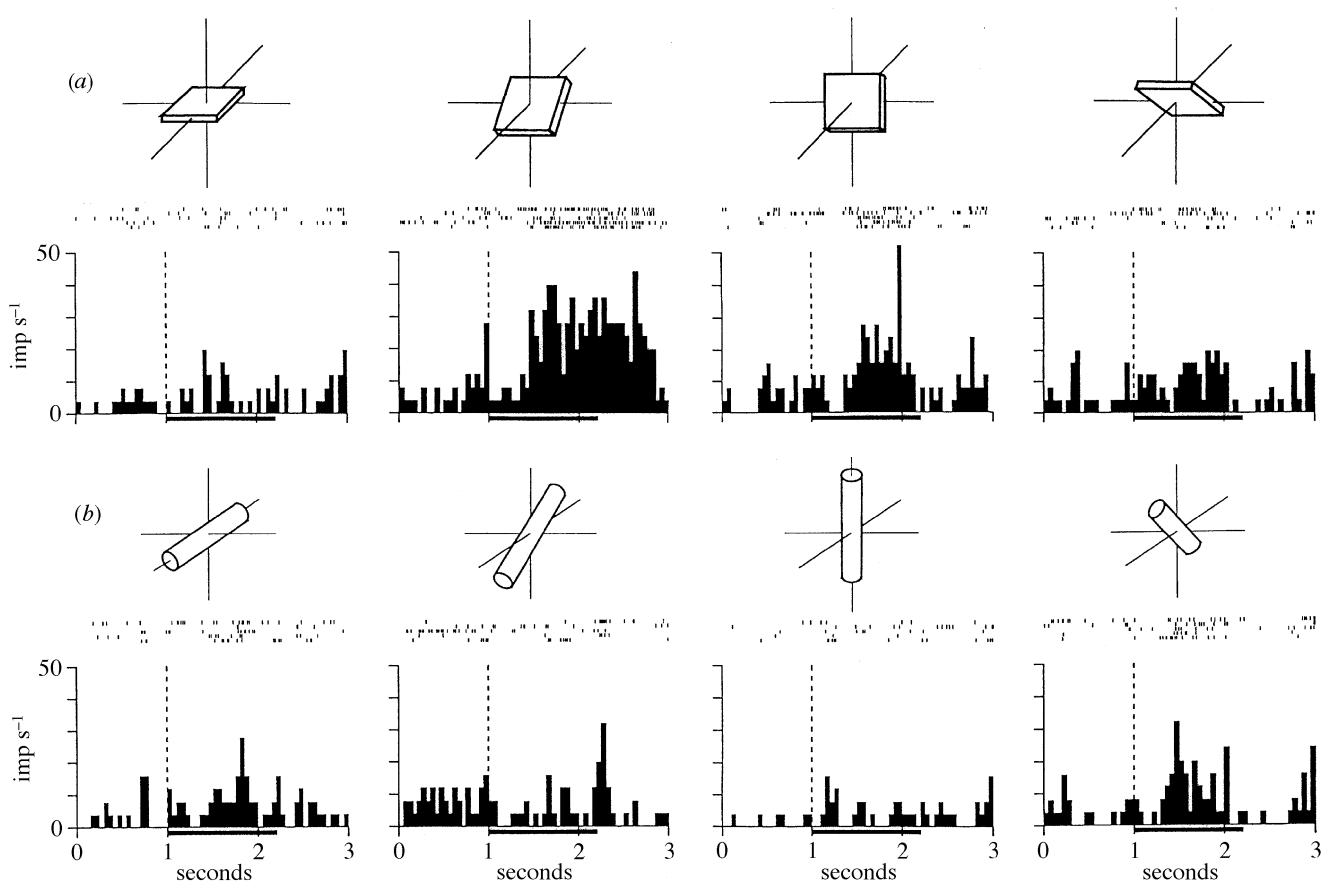 (a)
50
imp s⁻¹
0
(b)
50
imp s⁻¹
0
0 1 2 3 0 1 2 3 0 1 2 3 0 1 2 3
seconds seconds seconds seconds